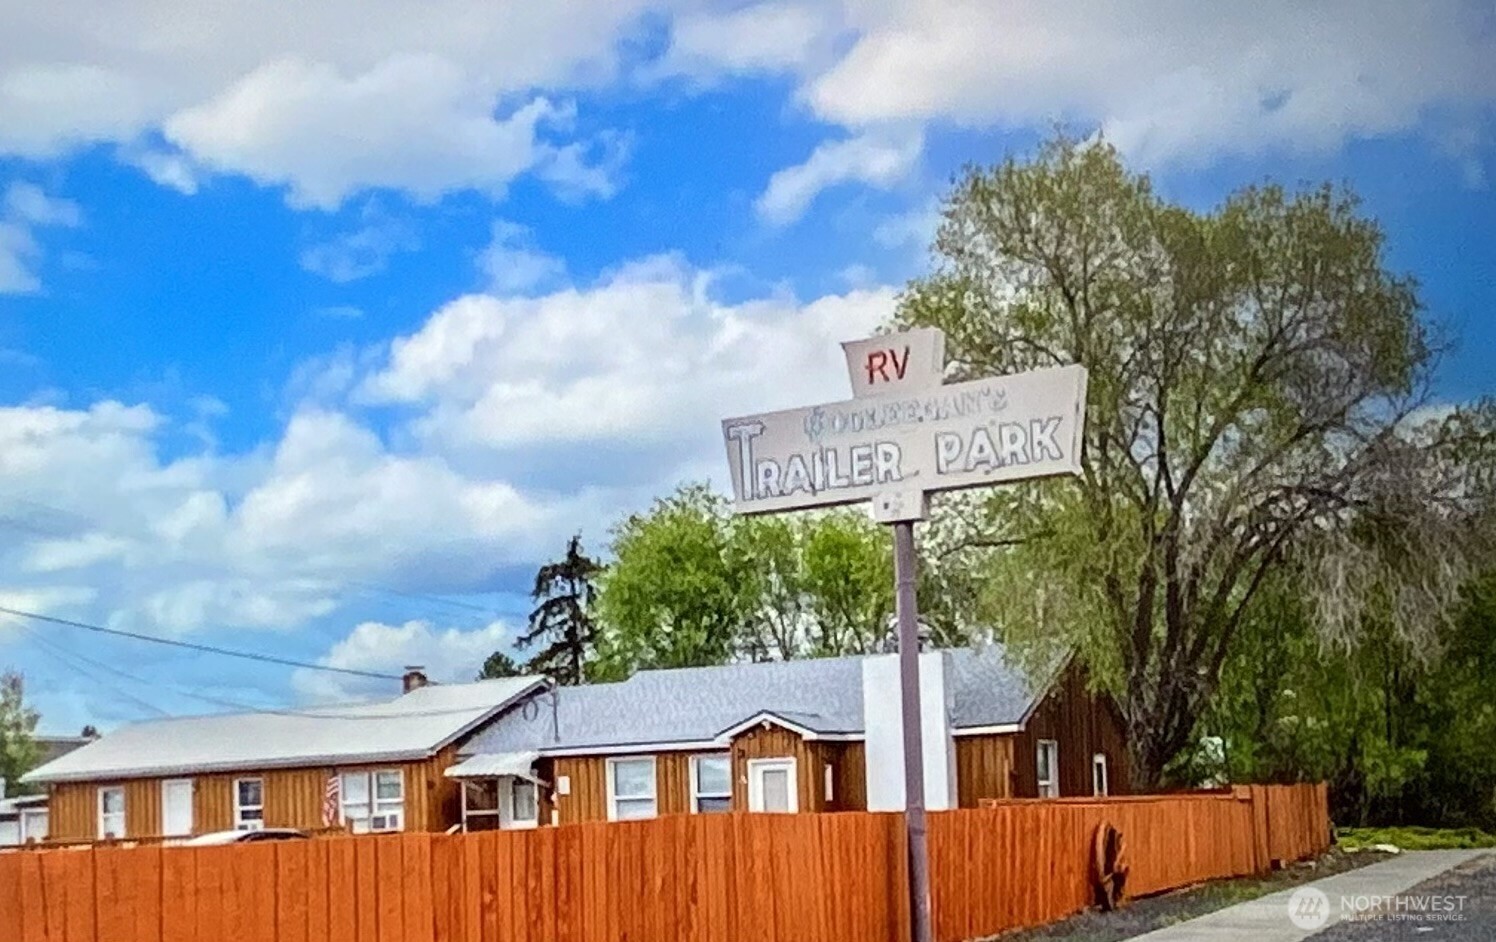 RV
TRAILER PARK
NORTHWEST
MULTIPLE LISTING SERVICE.